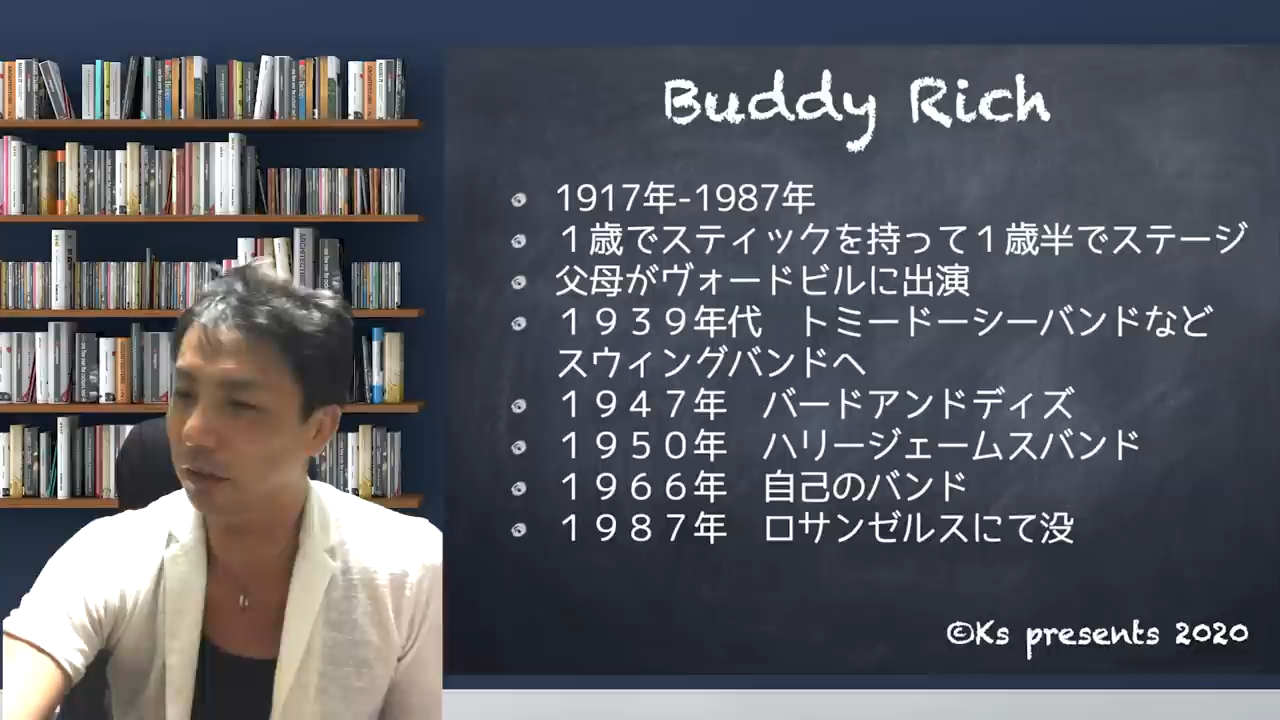 Buddy Rich
1917年-1987年
１歳でスティックを持って１歳半でステージ
父母がヴォードビルに出演
１９３９年代　トミードーシーバンドなど
スウィングバンドへ
１９４７年　バードアンドディズ
１９５０年　ハリージェームスバンド
１９６６年　自己のバンド
１９８７年　ロサンゼルスにて没
©Ks presents 2020